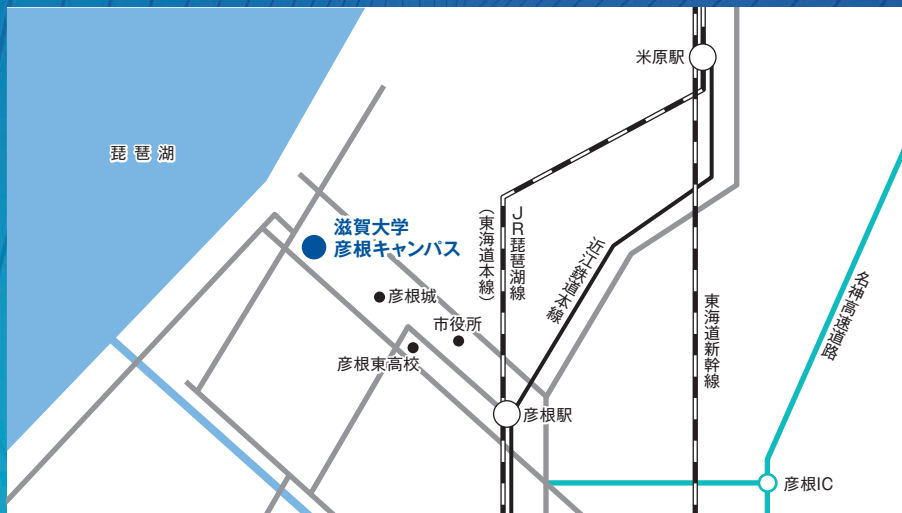 米原駅
琵琶湖
滋賀大学
彦根キャンパス
JR琵琶湖線
（東海道本線）
近江鉄道本線
名神高速道路
彦根城
市役所
東海道新幹線
彦根東高校
彦根駅
彦根IC